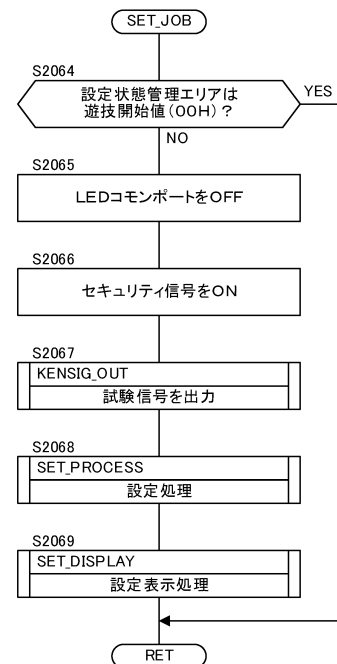 SET_JOB
S2064
設定状態管理エリアは
遊技開始値(00H)?
YES
NO
S2065
LEDコモンポートをOFF
S2066
セキュリティ信号をON
S2067
KENSIG_OUT
試験信号を出力
S2068
SET_PROCESS
設定処理
S2069
SET_DISPLAY
設定表示処理
RET